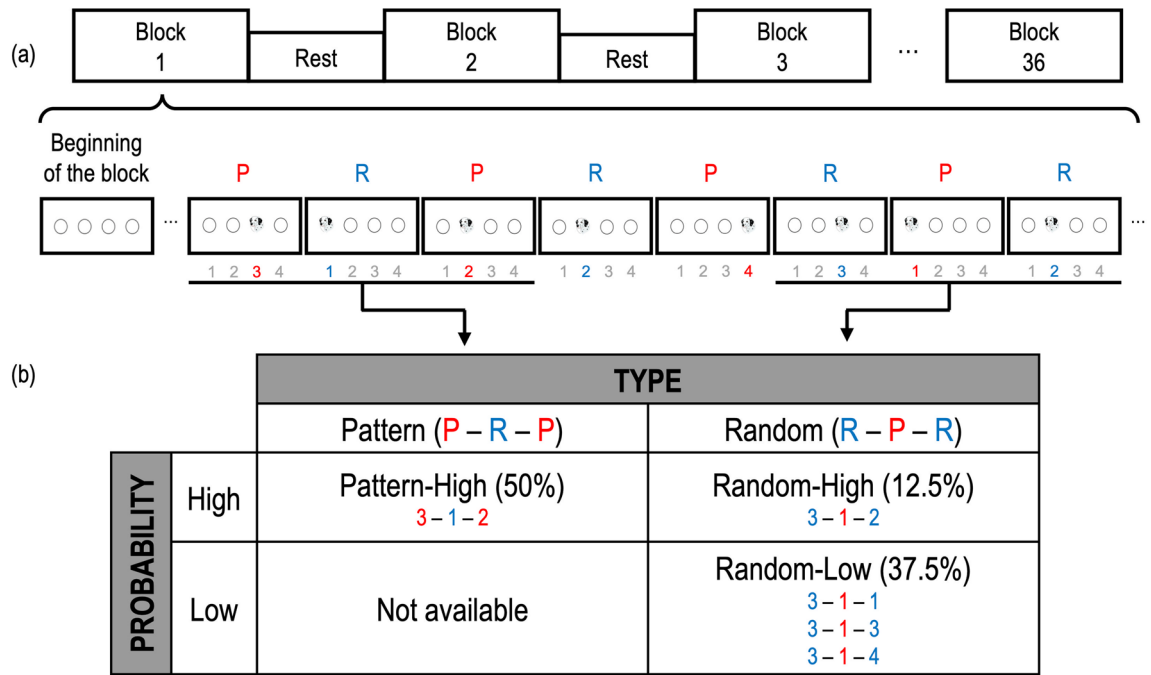 (a)
Block
1
Rest
Block
2
Rest
Block
3
...
Block
36
Beginning
of the block
P R P R P R P R
... ...
1 2 3 4 1 2 3 4 1 2 3 4 1 2 3 4 1 2 3 4 1 2 3 4 1 2 3 4 1 2 3 4
(b)
TYPE
Pattern (P – R – P) Random (R – P – R)
PROBABILITY
High
Pattern-High (50%)
3 – 1 – 2
Random-High (12.5%)
3 – 1 – 2
Low
Not available
Random-Low (37.5%)
3 – 1 – 1
3 – 1 – 3
3 – 1 – 4